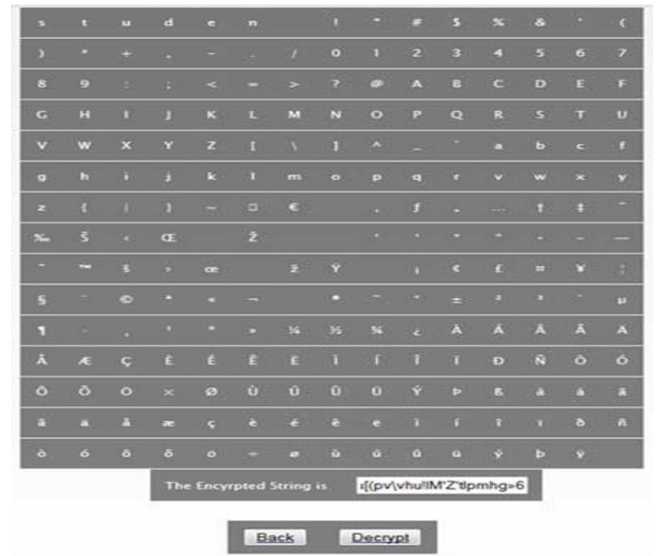 s t u d e n ! " # $ % & ' (
) * + , - . / 0 1 2 3 4 5 6 7
8 9 : ; < = > ? @ A B C D E F
G H I J K L M N O P Q R S T U
V W X Y Z [ \ ] ^ _ ` a b c f
g h i j k l m o p q r v w x y
z { | } ~ □ € ‚ ƒ „ … † ‡ ˆ
‰ Š ‹ Œ Ž ‘ ’ “ ” • – —
˜ ™ š › œ ž Ÿ ¡ ¢ £ ¤ ¥ ¦
§ ¨ © ª « ¬ ® ¯ ° ± ² ³ ´ µ
¶ · ¸ ¹ º » ¼ ½ ¾ ¿ À Á Â Ã Ä
Å Æ Ç È É Ê Ë Ì Í Î Ï Ð Ñ Ò Ó
Ô Õ Ö × Ø Ù Ú Û Ü Ý Þ ß à á â
ã ä å æ ç è é ê ë ì í î ï ð ñ
ò ó ô õ ö ÷ ø ù ú û ü ý þ ÿ
The Encyrpted String is
Back Decrypt